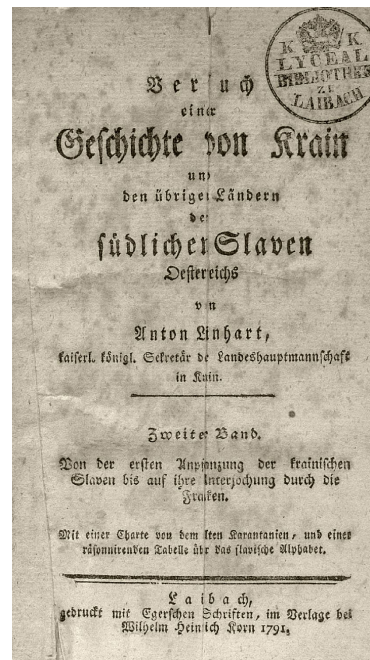 K. K.
LYCEAL
BIBLIOTHEK
ZU
LAIBACH
Versuch
einer
Geschichte von Krain
und
den übrigen Ländern
der
südlichen Slaven
Oestereichs
von
Anton Linhart,
kaiserl. königl. Sekretär der Landeshauptmannschaft
in Krain.
Zweiter Band.
Von der ersten Anpflanzung der krainischen
Slaven bis auf ihre Unterjochung durch die
Franken.
Mit einer Charte von dem alten Karantanien, und einer
räsonnirenden Tabelle über das slavische Alphabet.
Laibach,
gedruckt mit Egerschen Schriften, im Verlage bei
Wilhelm Heinrich Korn 1791.